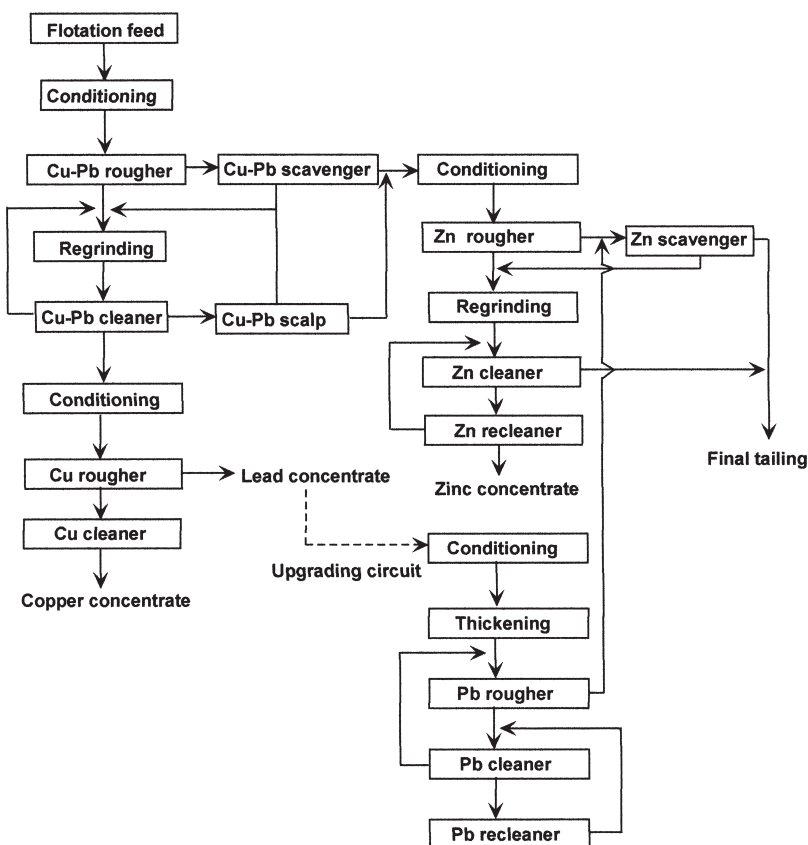 Flotation feed
Conditioning
Cu-Pb rougher
Cu-Pb scavenger
Conditioning
Regrinding
Zn rougher
Zn scavenger
Cu-Pb cleaner
Cu-Pb scalp
Regrinding
Conditioning
Zn cleaner
Zn recleaner
Cu rougher
Lead concentrate
Zinc concentrate
Final tailing
Cu cleaner
Conditioning
Upgrading circuit
Copper concentrate
Thickening
Pb rougher
Pb cleaner
Pb recleaner